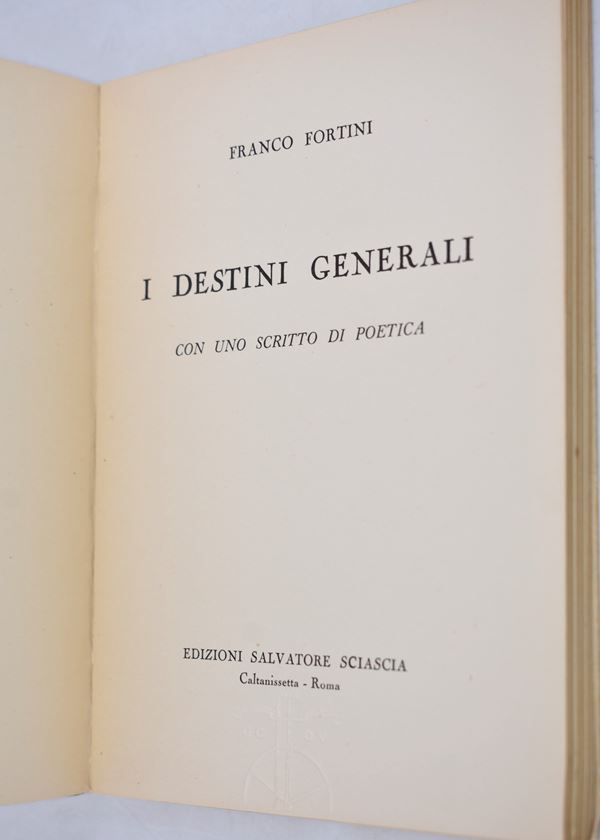 FRANCO FORTINI
I DESTINI GENERALI
CON UNO SCRITTO DI POETICA
EDIZIONI SALVATORE SCIASCIA
Caltanissetta - Roma